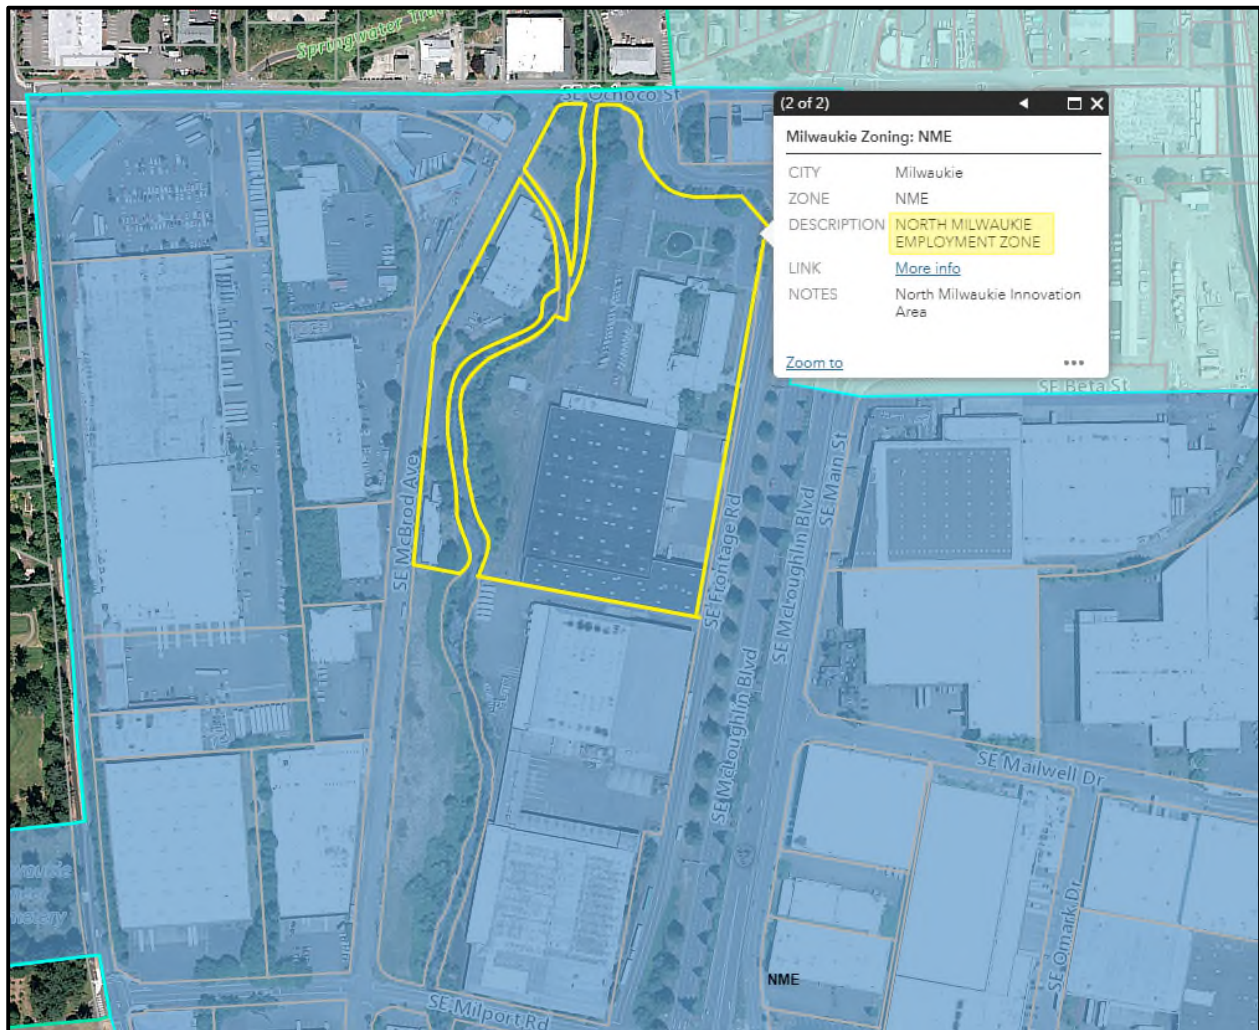 Springwater
SE Ochoco St
(2 of 2)
Milwaukie Zoning: NME
CITY Milwaukie
ZONE NME
DESCRIPTION NORTH MILWAUKIE
EMPLOYMENT ZONE
LINK More info
NOTES North Milwaukie Innovation
Area
Zoom to
SE Beta St
SE McBrod Ave
SE Frontage Rd
SE McLoughlin Blvd
SE Main St
SE McLoughlin Blvd
SE Mailwell Dr
SE Omark Dr
NME
SE Milport Rd